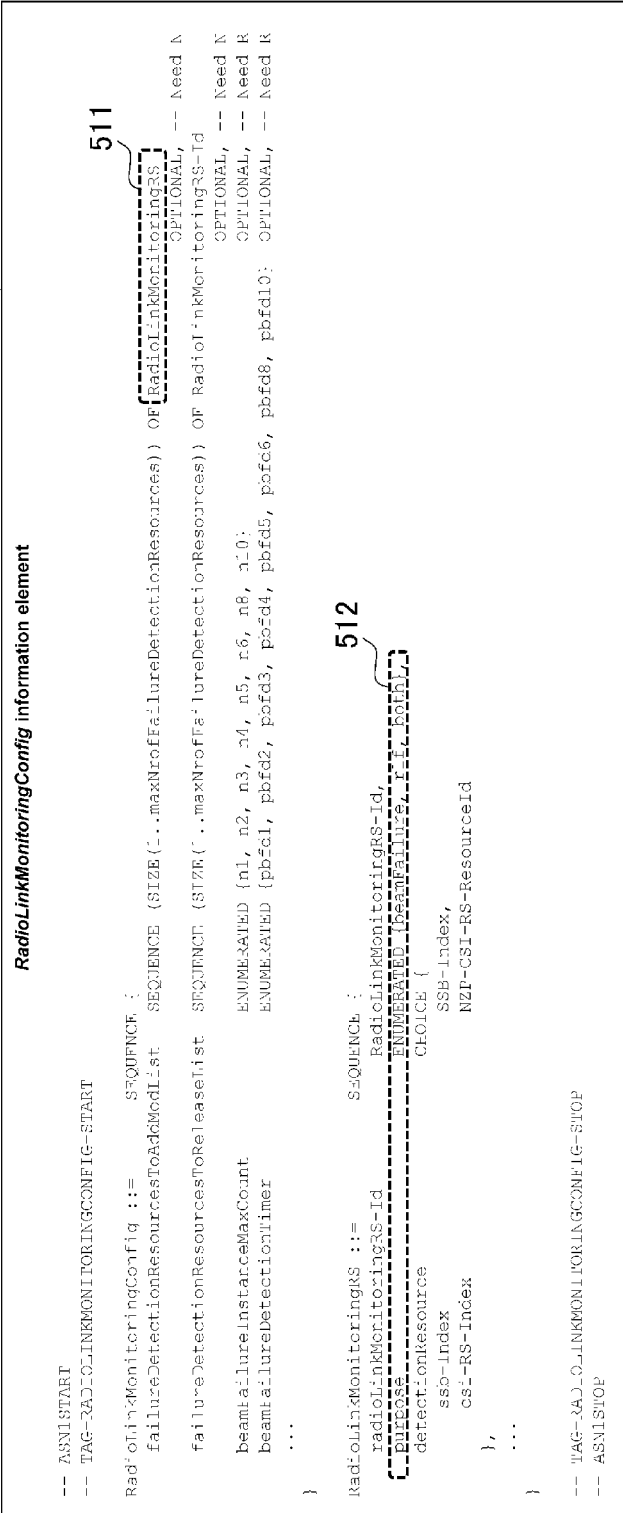 RadioLinkMonitoringConfig information element
-- ASN1START
-- TAG-RADIOLINKMONITORINGCONFIG-START
RadioLinkMonitoringConfig ::= SEQUENCE {
failureDetectionResourcesToAddModList SEQUENCE (SIZE(1..maxNrofFailureDetectionResources)) OF RadioLinkMonitoringRS
511
OPTIONAL, -- Need N
failureDetectionResourcesToReleaseList SEQUENCE (SIZE(1..maxNrofFailureDetectionResources)) OF RadioLinkMonitoringRS-Id
OPTIONAL, -- Need N
beamFailureInstanceMaxCount ENUMERATED {n1, n2, n3, n4, n5, n6, n8, n10} OPTIONAL, -- Need R
beamFailureDetectionTimer ENUMERATED {pbfd1, pbfd2, pbfd3, pbfd4, pbfd5, pbfd6, pbfd8, pbfd10} OPTIONAL, -- Need R
...
}
RadioLinkMonitoringRS ::= SEQUENCE {
radioLinkMonitoringRS-Id RadioLinkMonitoringRS-Id,
512
purpose ENUMERATED {beamFailure, rlf, both},
detectionResource CHOICE {
ssb-Index SSB-Index,
csi-RS-Index NZP-CSI-RS-ResourceId
},
...
}
-- TAG-RADIOLINKMONITORINGCONFIG-STOP
-- ASN1STOP